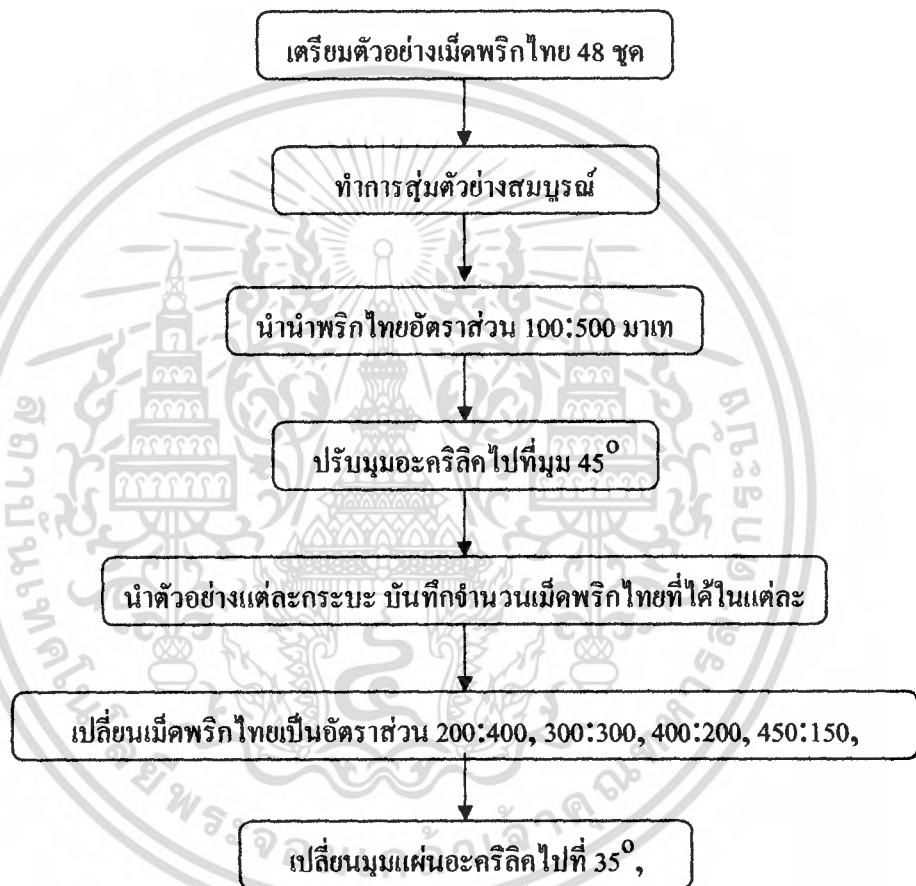 เตรียมตัวอย่างเม็ดพริกไทย 48 ชุด
ทำการสุ่มตัวอย่างสมบูรณ์
นำนำพริกไทยอัตราส่วน 100:500 มาเท
ปรับมุมอะคริลิคไปที่มุม 45°
นำตัวอย่างแต่ละกระบะ บันทึกจำนวนเม็ดพริกไทยที่ได้ในแต่ละ
เปลี่ยนเม็ดพริกไทยเป็นอัตราส่วน 200:400, 300:300, 400:200, 450:150,
เปลี่ยนมุมแผ่นอะคริลิคไปที่ 35°,